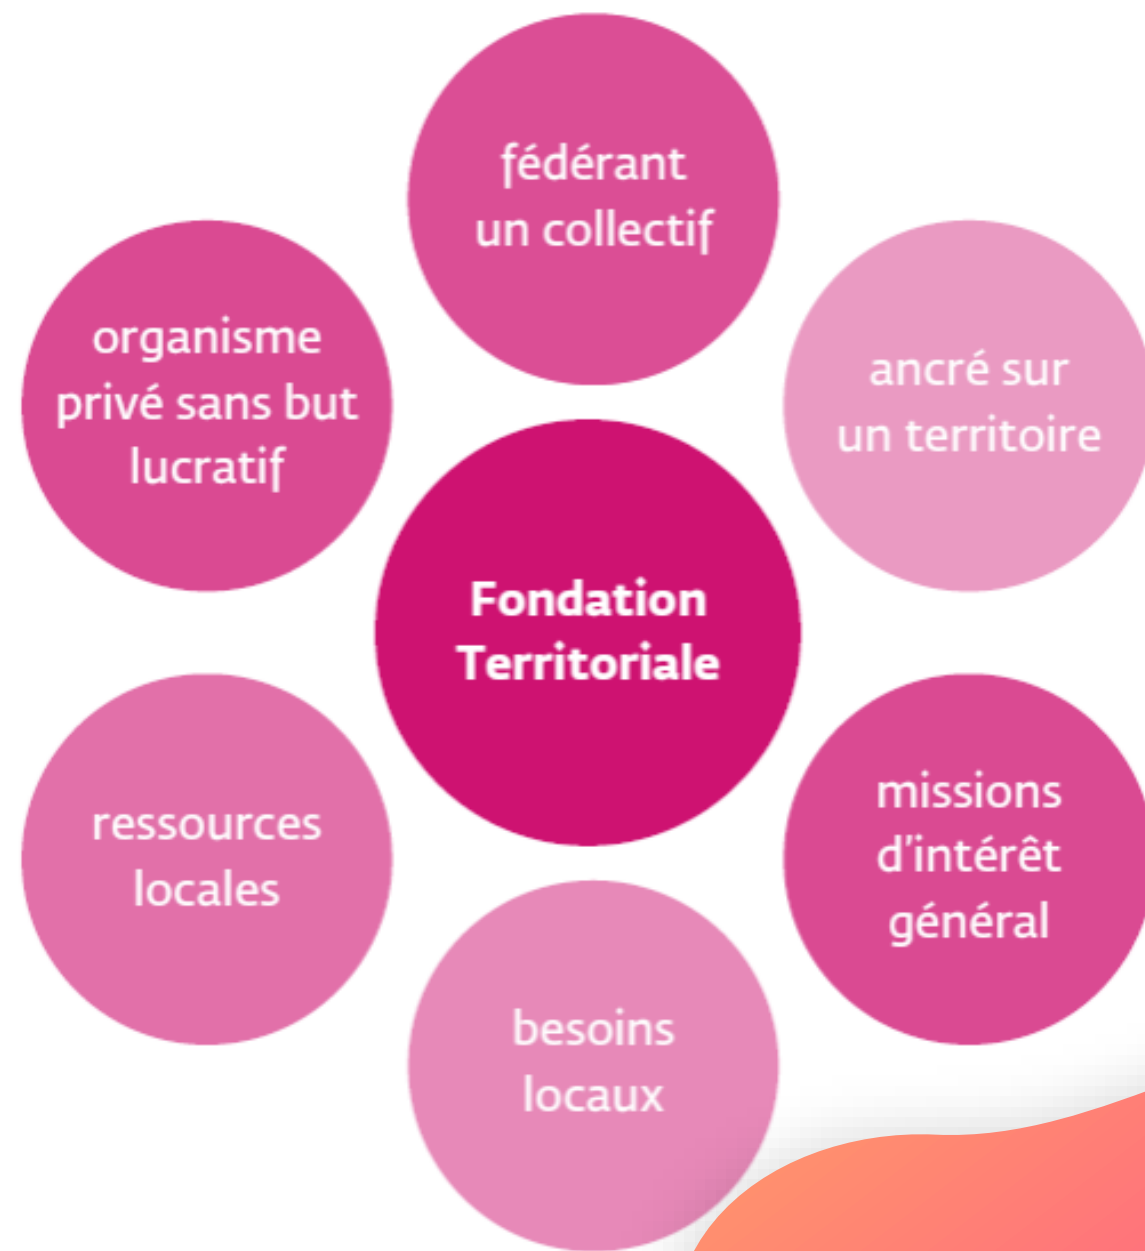 fédérant
un collectif
organisme
privé sans but
lucratif
ancré sur
un territoire
Fondation
Territoriale
ressources
locales
missions
d'intérêt
général
besoins
locaux